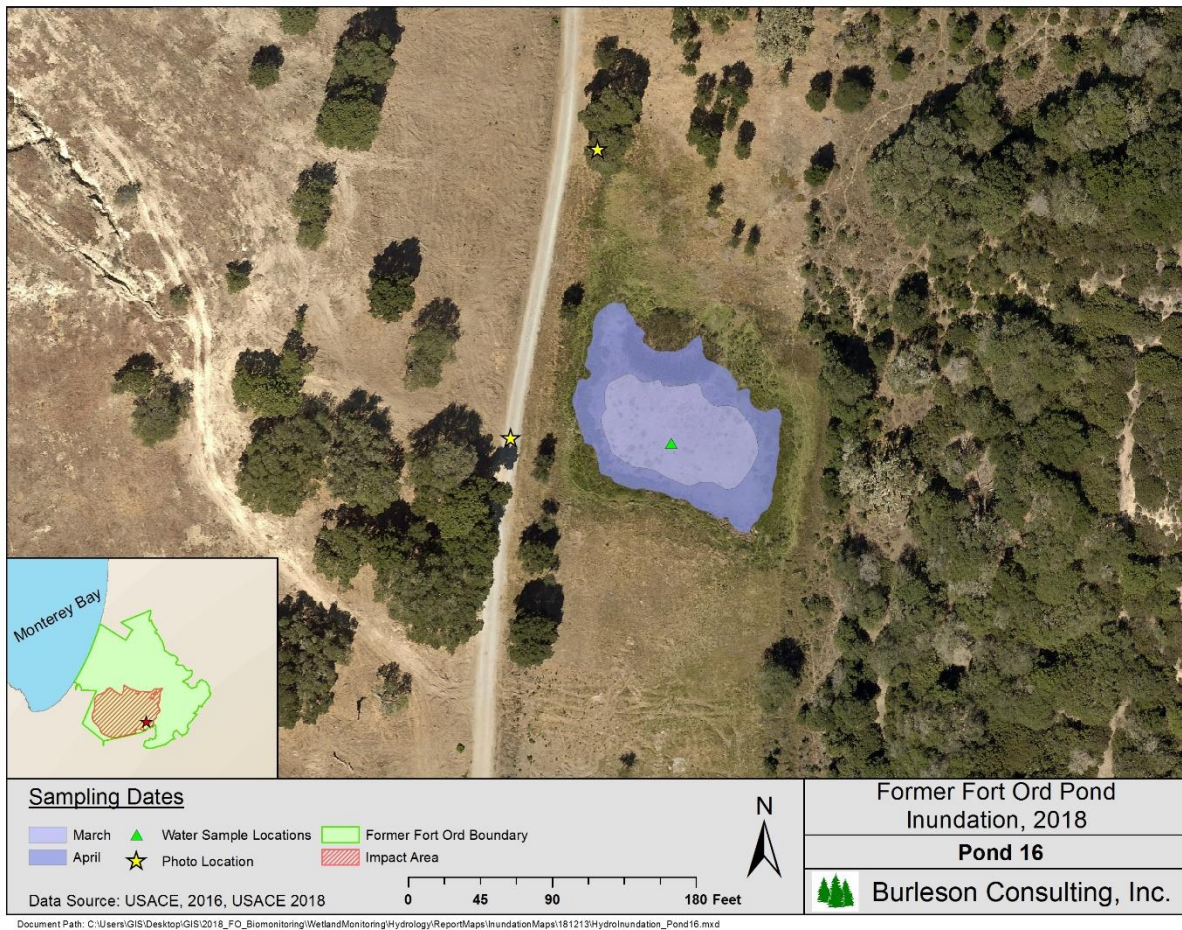 Monterey Bay
Sampling Dates
March
Water Sample Locations
Former Fort Ord Boundary
April
Photo Location
Impact Area
Data Source: USACE, 2016, USACE 2018
0 45 90 180 Feet
N
Former Fort Ord Pond
Inundation, 2018
Pond 16
Burleson Consulting, Inc.
Document Path: C:\Users\GIS\Desktop\GIS\2018_FO_Biomonitoring\WetlandMonitoring\Hydrology\ReportMaps\InundationMaps\181213\HydroInundation_Pond16.mxd